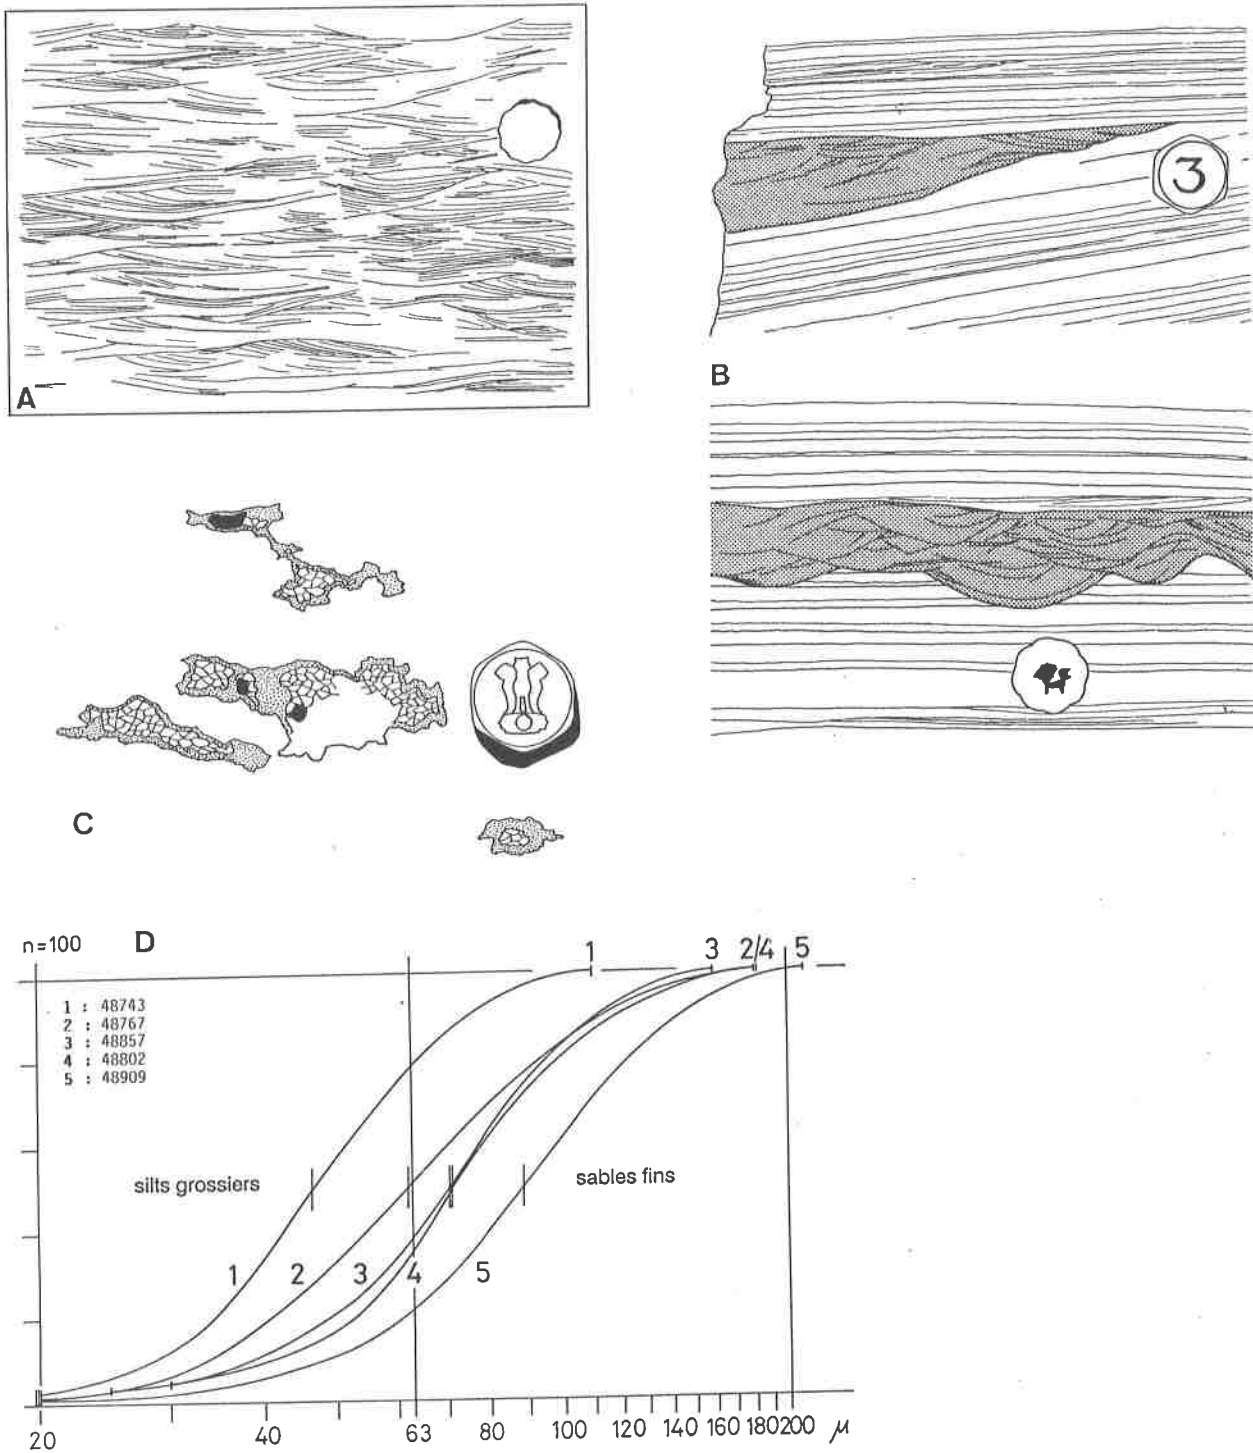 A
3
B
C
n=100 D
1 3 2/4 5
1 : 48743
2 : 48767
3 : 48857
4 : 48802
5 : 48909
silts grossiers sables fins
1 2 3 4 5
20 40 63 80 100 120 140 160 180 200 μ